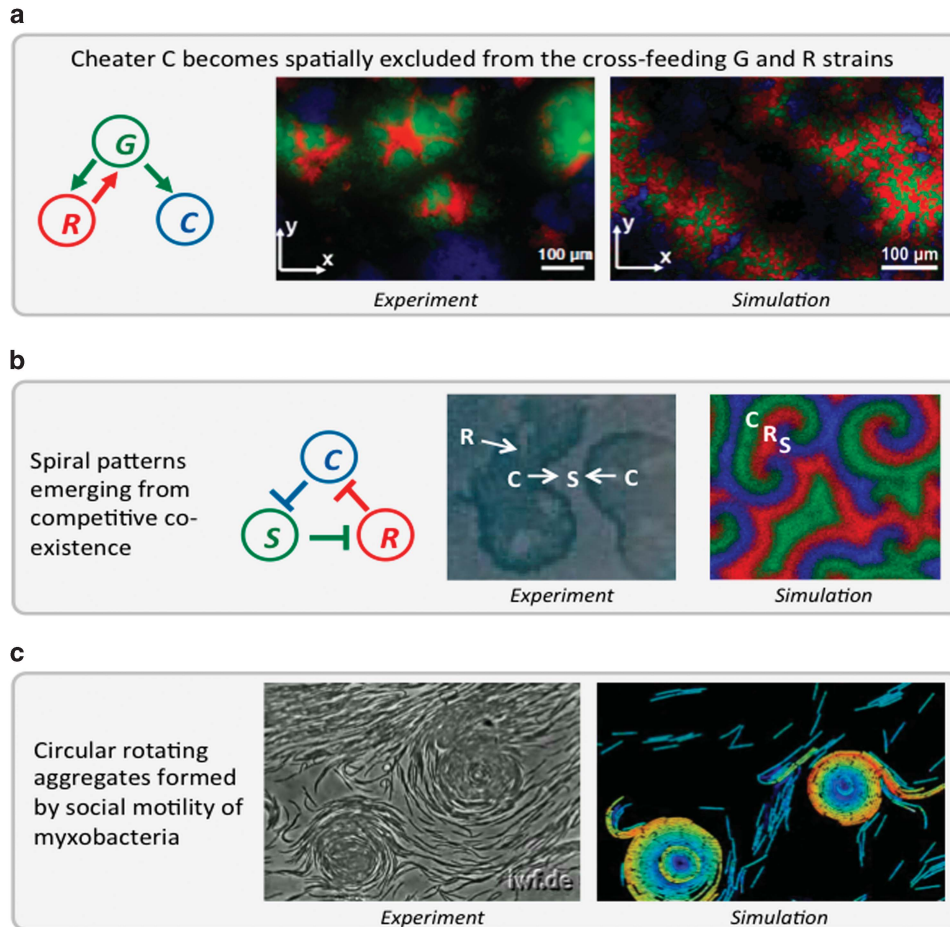 a
Cheater C becomes spatially excluded from the cross-feeding G and R strains
G
R
C
y
x
100 µm
y
x
100 µm
Experiment
Simulation
b
Spiral patterns
emerging from
competitive co-
existence
C
S
R
R
C
S
C
C
R
S
Experiment
Simulation
c
Circular rotating
aggregates formed
by social motility of
myxobacteria
iwf.de
Experiment
Simulation